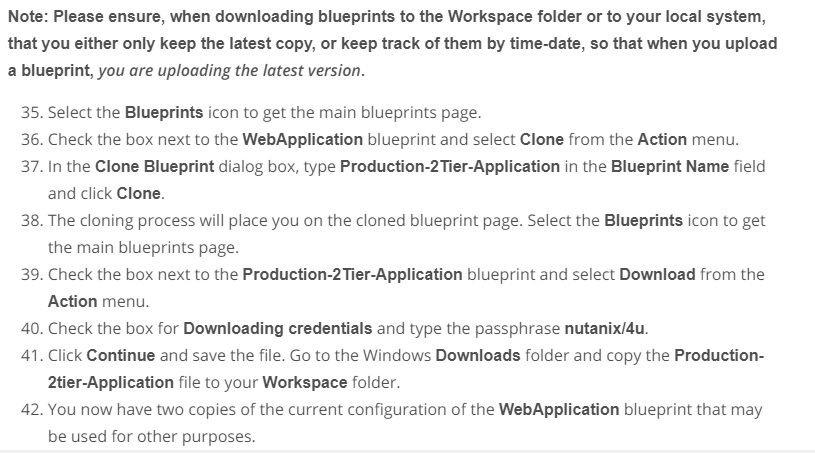 Note: Please ensure, when downloading blueprints to the Workspace folder or to your local system,
that you either only keep the latest copy, or keep track of them by time-date, so that when you upload
a blueprint, you are uploading the latest version.
35. Select the Blueprints icon to get the main blueprints page.
36. Check the box next to the WebApplication blueprint and select Clone from the Action menu.
37. In the Clone Blueprint dialog box, type Production-2Tier-Application in the Blueprint Name field
and click Clone.
38. The cloning process will place you on the cloned blueprint page. Select the Blueprints icon to get
the main blueprints page.
39. Check the box next to the Production-2Tier-Application blueprint and select Download from the
Action menu.
40. Check the box for Downloading credentials and type the passphrase nutanix/4u.
41. Click Continue and save the file. Go to the Windows Downloads folder and copy the Production-
2tier-Application file to your Workspace folder.
42. You now have two copies of the current configuration of the WebApplication blueprint that may
be used for other purposes.